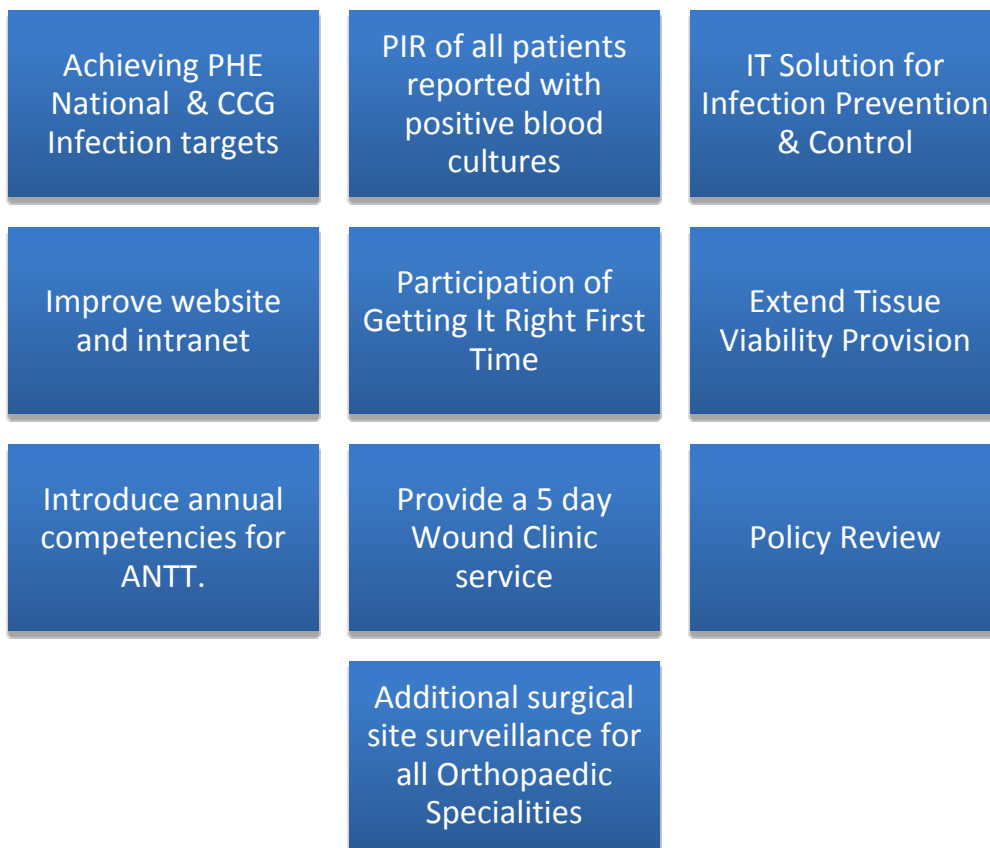 Achieving PHE
National & CCG
Infection targets
PIR of all patients
reported with
positive blood
cultures
IT Solution for
Infection Prevention
& Control
Improve website
and intranet
Participation of
Getting It Right First
Time
Extend Tissue
Viability Provision
Introduce annual
competencies for
ANTT.
Provide a 5 day
Wound Clinic
service
Policy Review
Additional surgical
site surveillance for
all Orthopaedic
Specialities